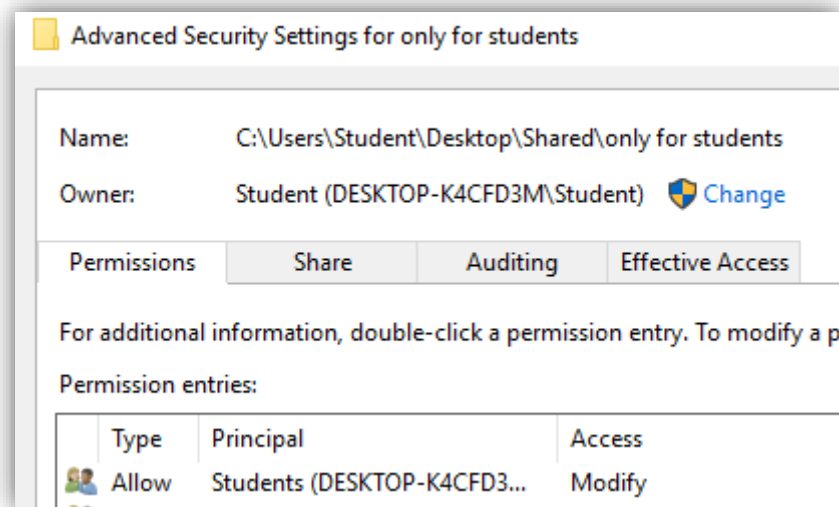 Advanced Security Settings for only for students
Name: C:\Users\Student\Desktop\Shared\only for students
Owner: Student (DESKTOP-K4CFD3M\Student) Change
Permissions Share Auditing Effective Access
For additional information, double-click a permission entry. To modify a p
Permission entries:
Type Principal Access
Allow Students (DESKTOP-K4CFD3... Modify